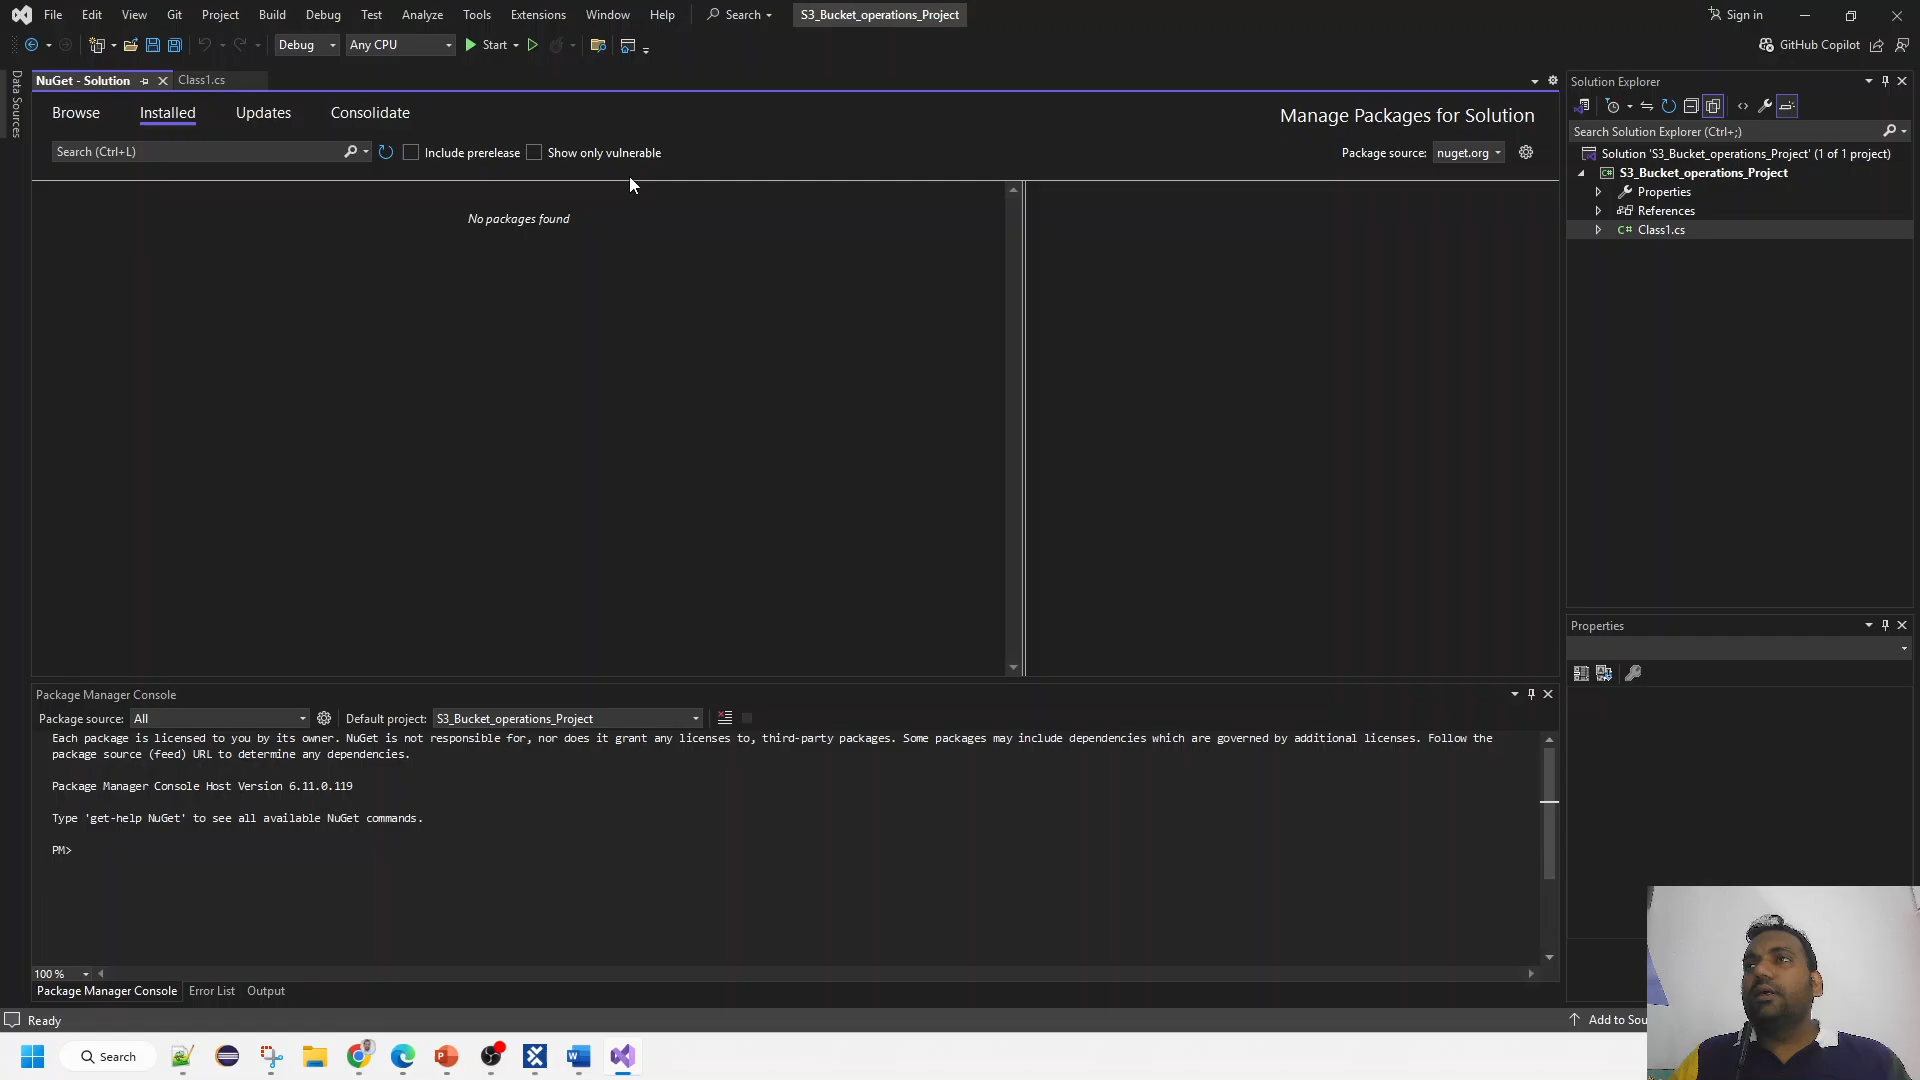 File Edit View Git Project Build Debug Test Analyze Tools Extensions Window Help Search S3_Bucket_operations_Project Sign in
Debug Any CPU Start GitHub Copilot
Data Sources
NuGet - Solution Class1.cs
Browse Installed Updates Consolidate
Manage Packages for Solution
Search (Ctrl+L) Include prerelease Show only vulnerable
Package source: nuget.org
No packages found
Solution Explorer
Search Solution Explorer (Ctrl+;)
Solution 'S3_Bucket_operations_Project' (1 of 1 project)
S3_Bucket_operations_Project
Properties
References
C# Class1.cs
Properties
Package Manager Console
Package source: All Default project: S3_Bucket_operations_Project
Each package is licensed to you by its owner. NuGet is not responsible for, nor does it grant any licenses to, third-party packages. Some packages may include dependencies which are governed by additional licenses. Follow the
package source (feed) URL to determine any dependencies.
Package Manager Console Host Version 6.11.0.119
Type 'get-help NuGet' to see all available NuGet commands.
PM>
100 %
Package Manager Console Error List Output
Ready
Add to Sou
Search